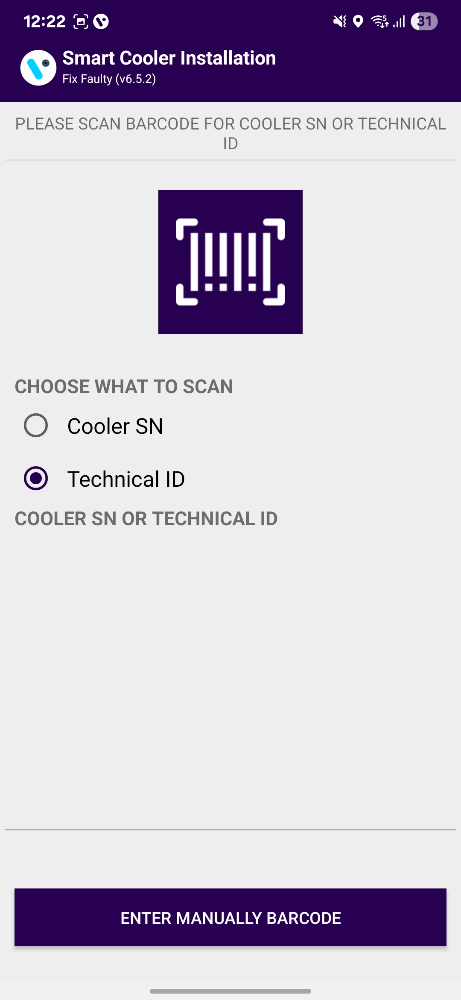 12:22
5
31
Smart Cooler Installation
Fix Faulty (v6.5.2)
PLEASE SCAN BARCODE FOR COOLER SN OR TECHNICAL
ID
CHOOSE WHAT TO SCAN
Cooler SN
Technical ID
COOLER SN OR TECHNICAL ID
ENTER MANUALLY BARCODE